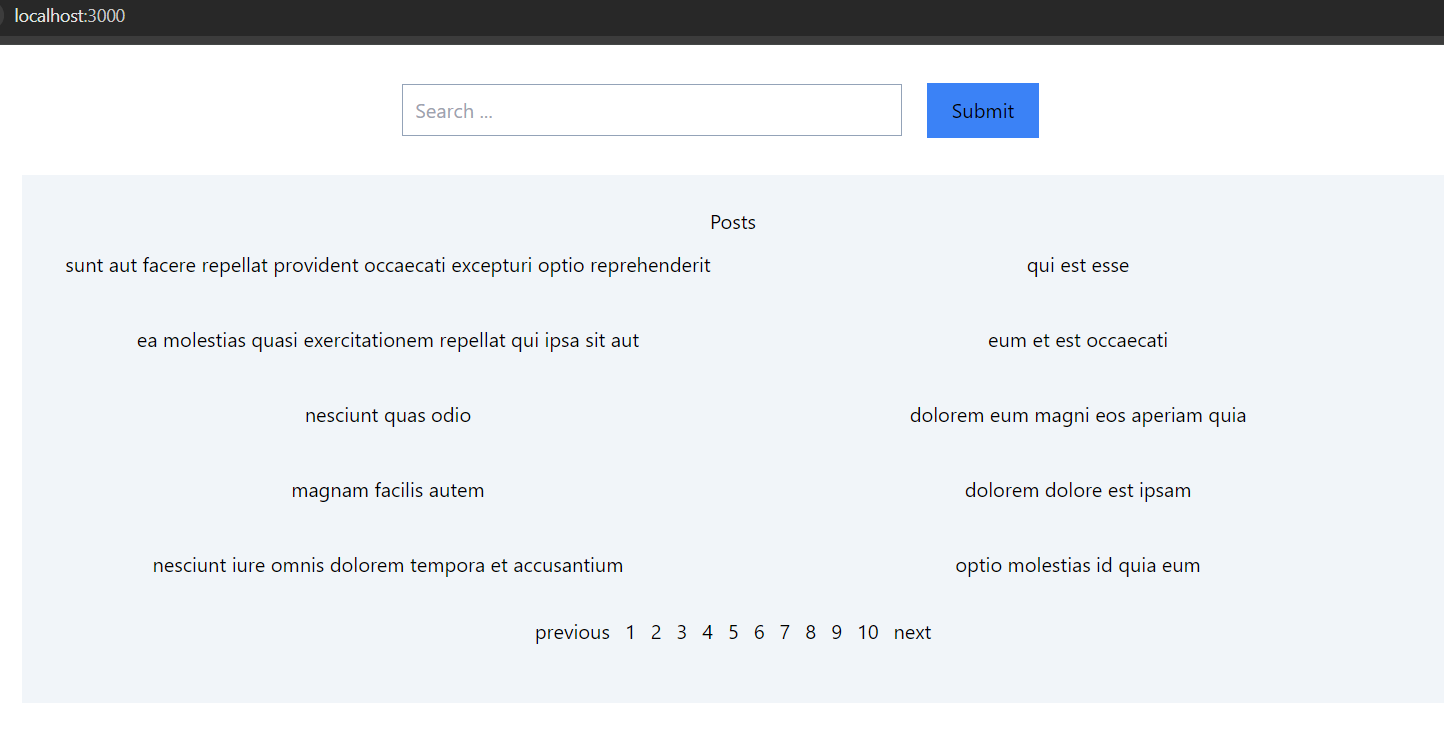 localhost:3000
Search ... Submit
Posts
sunt aut facere repellat provident occaecati excepturi optio reprehenderit qui est esse
ea molestias quasi exercitationem repellat qui ipsa sit aut eum et est occaecati
nesciunt quas odio dolorem eum magni eos aperiam quia
magnam facilis autem dolorem dolore est ipsam
nesciunt iure omnis dolorem tempora et accusantium optio molestias id quia eum
previous 1 2 3 4 5 6 7 8 9 10 next